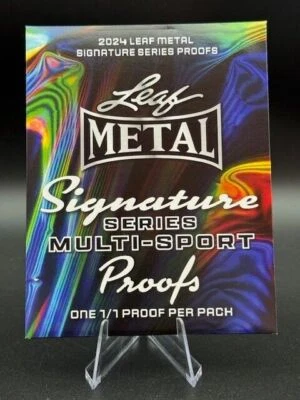 2024 LEAF METAL
SIGNATURE SERIES PROOFS
Leaf
METAL
Signature
SERIES
MULTI-SPORT
Proofs
ONE 1/1 PROOF PER PACK